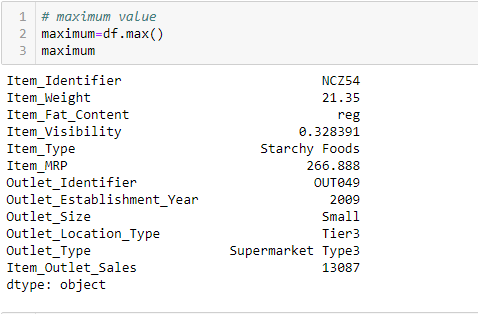 1 # maximum value
2 maximum=df.max()
3 maximum
Item_Identifier NCZ54
Item_Weight 21.35
Item_Fat_Content reg
Item_Visibility 0.328391
Item_Type Starchy Foods
Item_MRP 266.888
Outlet_Identifier OUT049
Outlet_Establishment_Year 2009
Outlet_Size Small
Outlet_Location_Type Tier3
Outlet_Type Supermarket Type3
Item_Outlet_Sales 13087
dtype: object